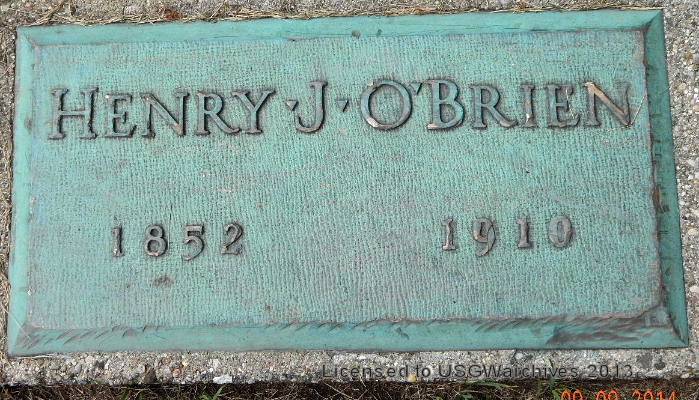 HENRY · J · O'BRIEN
1852 1910
Licensed to USGWarchives 2013